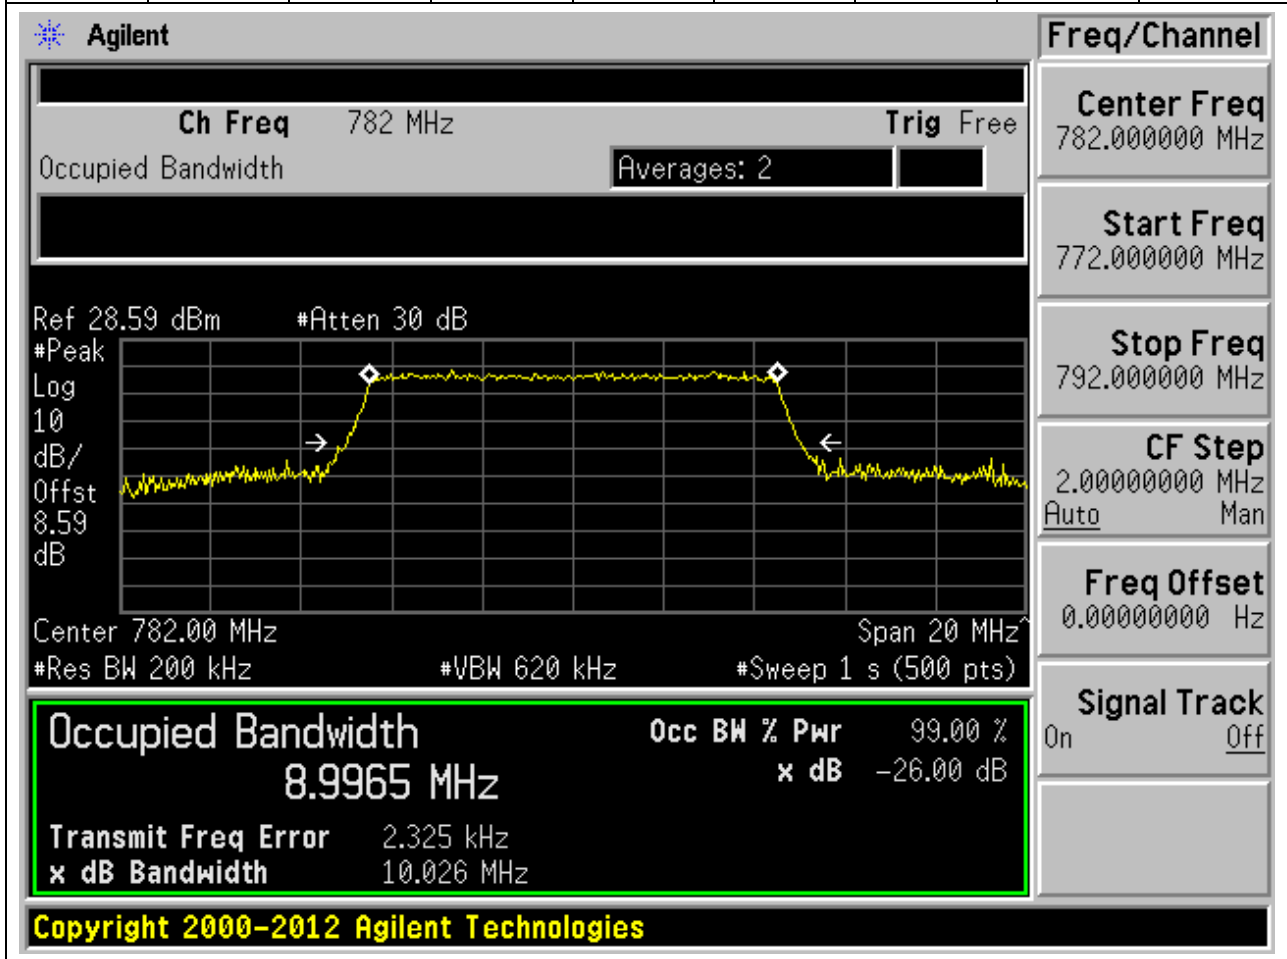 Agilent
Freq/Channel
Ch Freq 782 MHz Trig Free
Occupied Bandwidth Averages: 2
Center Freq
782.000000 MHz
Start Freq
772.000000 MHz
Stop Freq
792.000000 MHz
CF Step
2.00000000 MHz
Auto Man
Freq Offset
0.00000000 Hz
Signal Track
On Off
Ref 28.59 dBm #Atten 30 dB
#Peak
Log
10
dB/
Offst
8.59
dB
Center 782.00 MHz Span 20 MHz^
#Res BW 200 kHz #VBW 620 kHz #Sweep 1 s (500 pts)
Occupied Bandwidth Occ BW % Pwr 99.00 %
8.9965 MHz x dB -26.00 dB
Transmit Freq Error 2.325 kHz
x dB Bandwidth 10.026 MHz
Copyright 2000-2012 Agilent Technologies